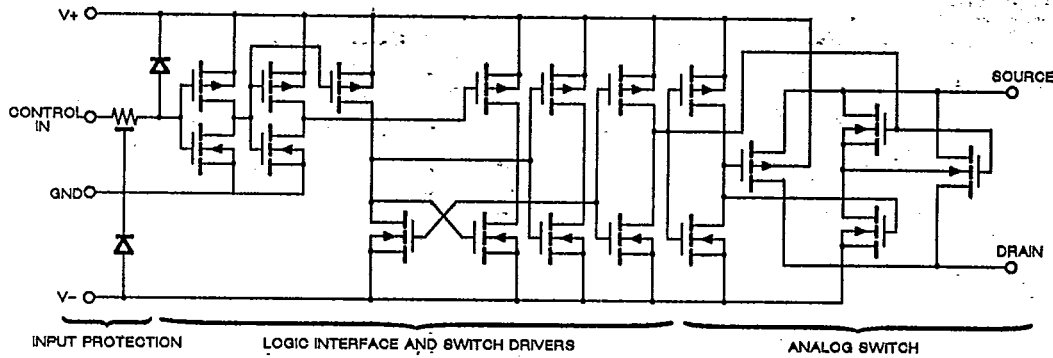 V+
CONTROL
IN
GND
V-
SOURCE
DRAIN
INPUT PROTECTION
LOGIC INTERFACE AND SWITCH DRIVERS
ANALOG SWITCH